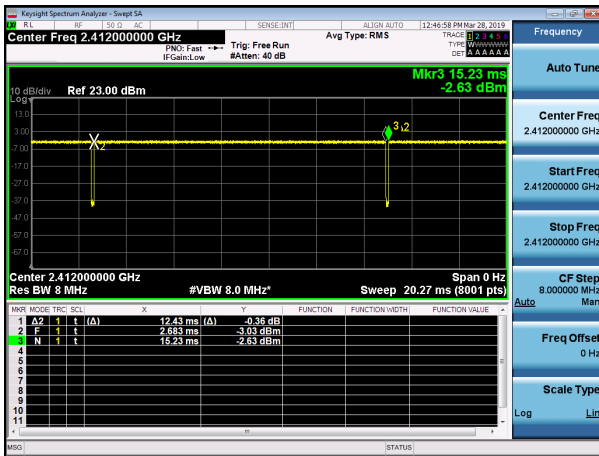 Keysight Spectrum Analyzer - Swept SA
RL RF 50 Ω AC SENSE:INT ALIGN AUTO 12:46:58 PM Mar 28, 2019
Center Freq 2.412000000 GHz
PNO: Fast
IFGain:Low
Trig: Free Run
#Atten: 40 dB
Avg Type: RMS
TRACE 1 2 3 4 5 6
TYPE WWWWWW
DET A A A A A A
Mkr3 15.23 ms
-2.63 dBm
10 dB/div Ref 23.00 dBm
Log
13.0
3.00
-7.00
-17.0
-27.0
-37.0
-47.0
-57.0
-67.0
2
3 1 2
Center 2.412000000 GHz Span 0 Hz
Res BW 8 MHz #VBW 8.0 MHz* Sweep 20.27 ms (8001 pts)
MKR MODE TRC SCL X Y FUNCTION FUNCTION WIDTH FUNCTION VALUE
1 Δ2 1 t (Δ) 12.43 ms (Δ) -0.36 dB
2 F 1 t 2.683 ms -3.03 dBm
3 N 1 t 15.23 ms -2.63 dBm
4
5
6
7
8
9
10
11
MSG STATUS
Frequency
Auto Tune
Center Freq
2.412000000 GHz
Start Freq
2.412000000 GHz
Stop Freq
2.412000000 GHz
CF Step
8.000000 MHz
Auto Man
Freq Offset
0 Hz
Scale Type
Log Lin